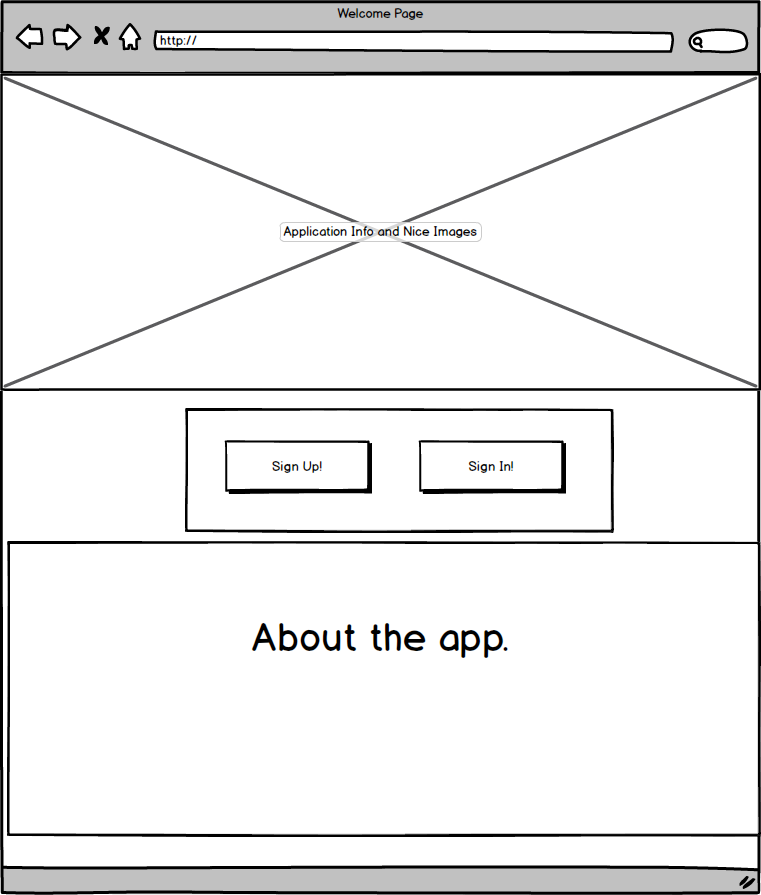 Welcome Page
http://
Application Info and Nice Images
Sign Up!
Sign In!
About the app.